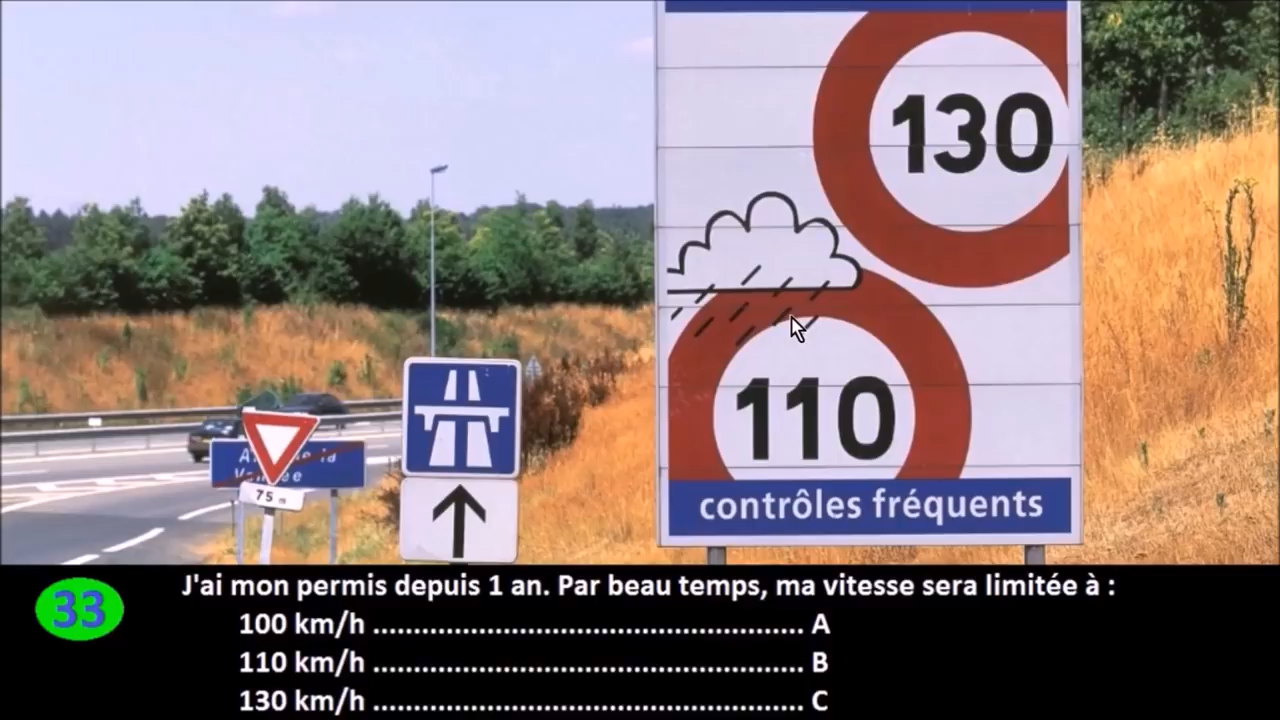 130
110
contrôles fréquents
75 m
33
J'ai mon permis depuis 1 an. Par beau temps, ma vitesse sera limitée à :
100 km/h ...................................................... A
110 km/h ...................................................... B
130 km/h ...................................................... C